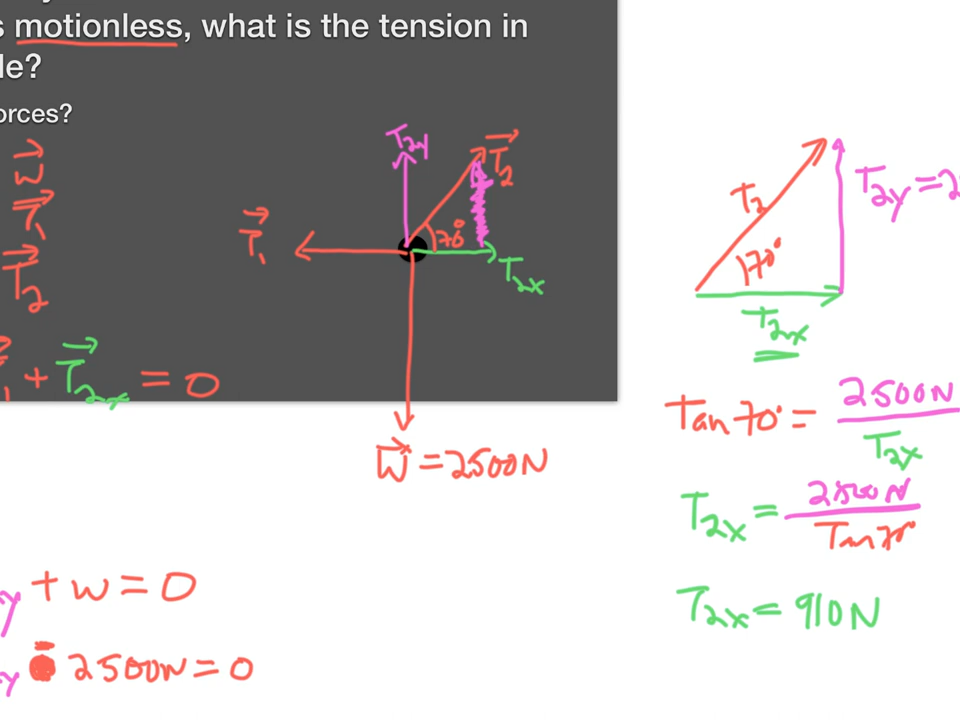 s motionless, what is the tension in
le?
orces?
W
T₁
T₂
T₂y
T₂
70°
T₁
T₂x
+ T₂x = 0
W = 2500N
y + w = 0
y - 2500N = 0
T₂
70°
T₂y = 2
T₂x
Tan 70° = 2500N / T₂x
T₂x = 2500N / Tan 70°
T₂x = 910N